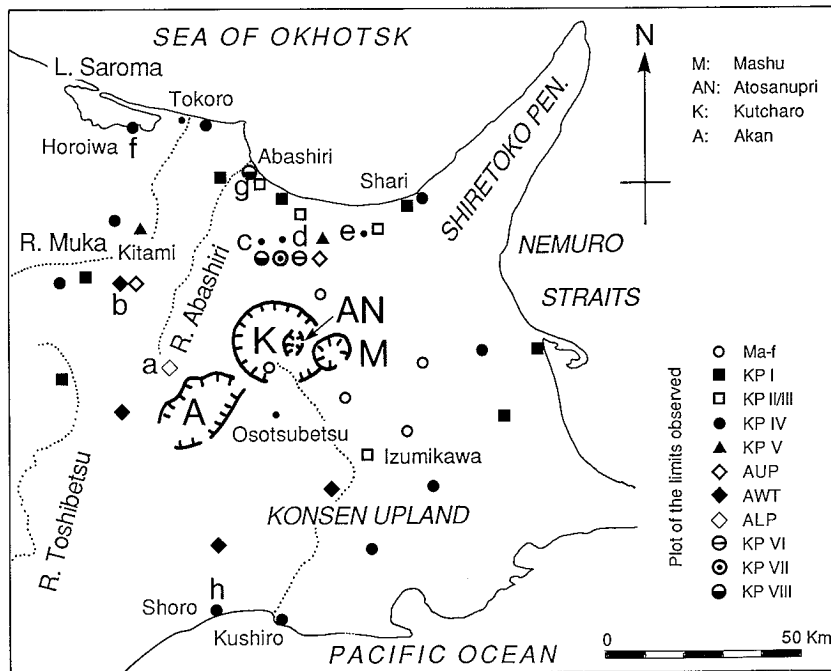 SEA OF OKHOTSK
N
M: Mashu
AN: Atosanupri
K: Kutcharo
A: Akan
L. Saroma
Tokoro
Horoiwa f
Abashiri
g
Shari
SHIRETOKO PEN.
R. Muka
Kitami
c d e
NEMURO
STRAITS
b
R. Abashiri
AN
K
M
a
A
Osotsubetsu
Izumikawa
R. Toshibetsu
KONSEN UPLAND
h
Shoro
Kushiro
PACIFIC OCEAN
Plot of the limits observed
Ma-f
KP I
KP II/III
KP IV
KP V
AUP
AWT
ALP
KP VI
KP VII
KP VIII
0 50 Km